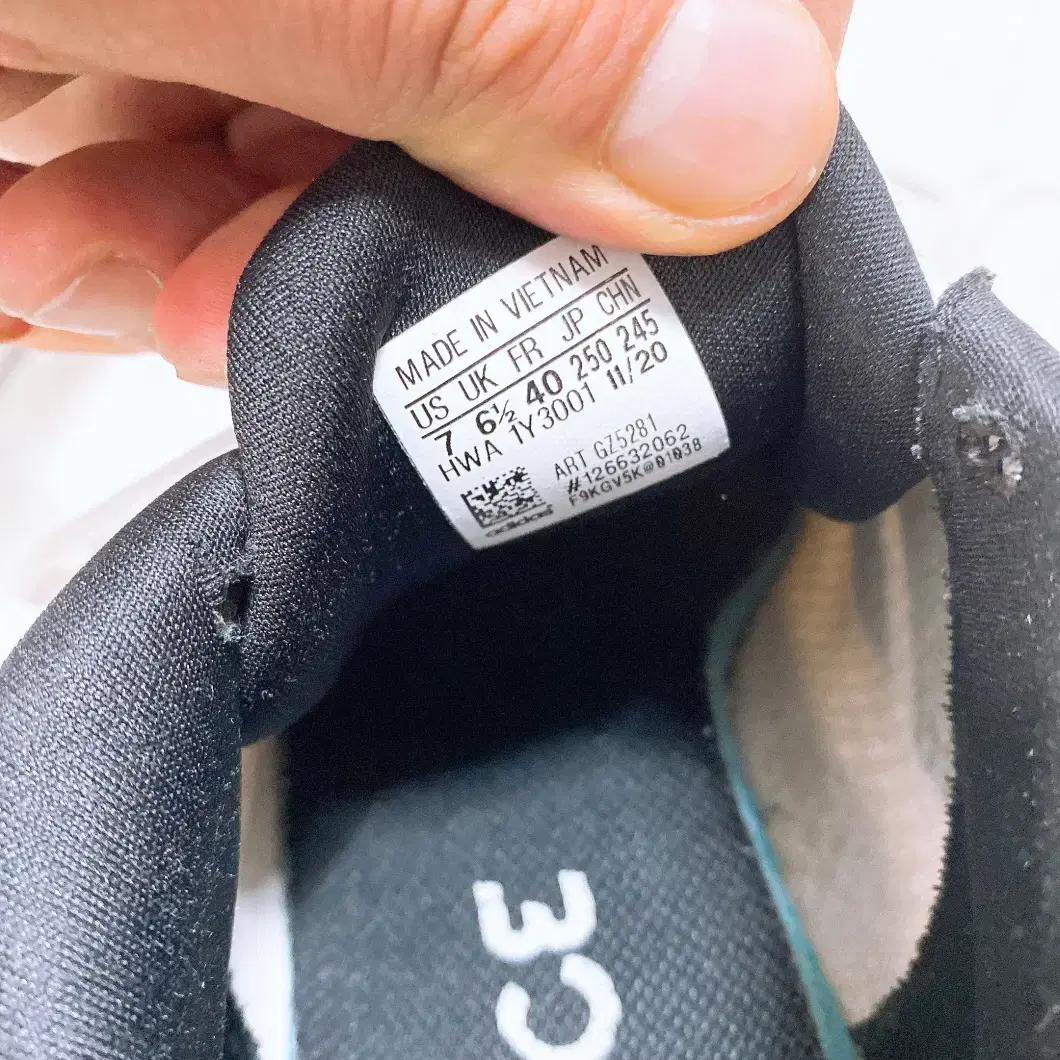 MADE IN VIETNAM
US UK FR JP CHN
7 6½ 40 250 245
HWA 1Y3001 11/20
ART GZ5281
#126632062
F9KGV5K@01038
adidas
CE